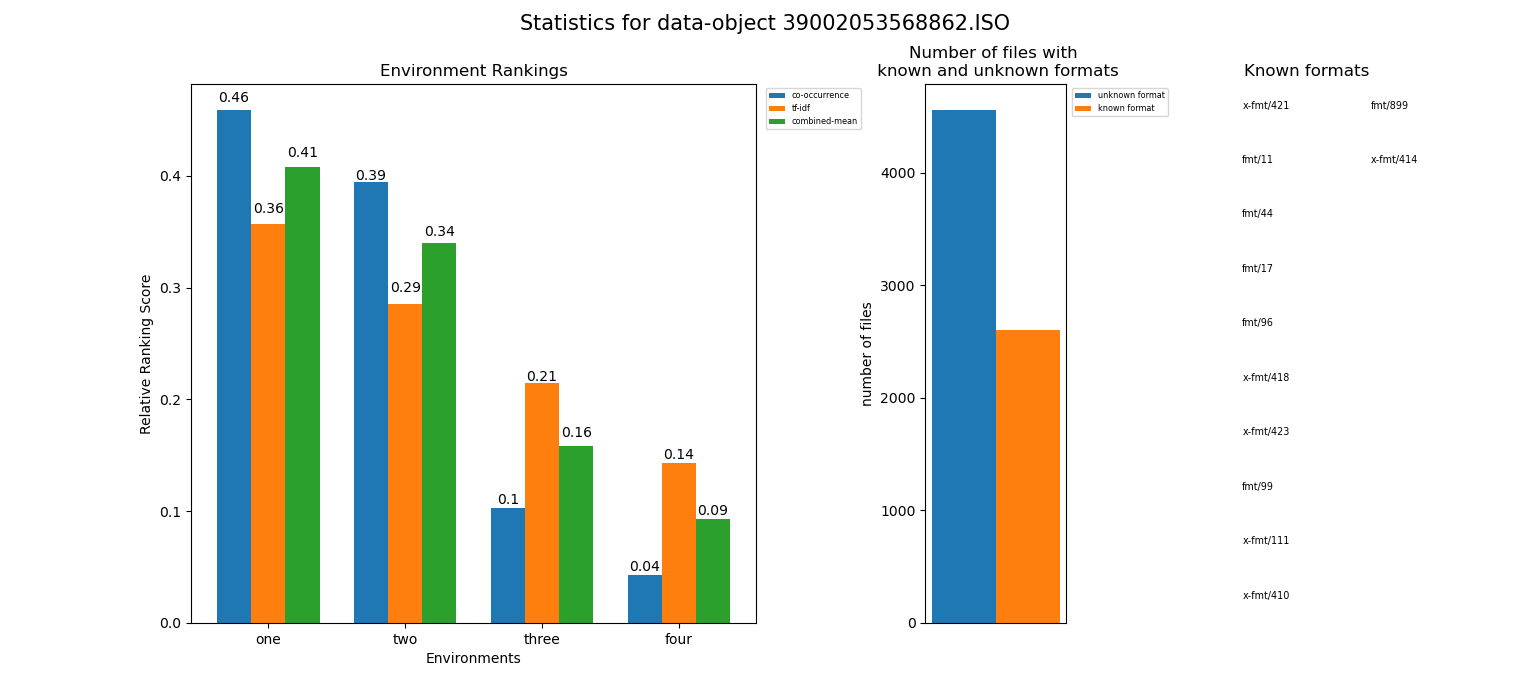 Statistics for data-object 39002053568862.ISO
Environment Rankings
Relative Ranking Score
0.4
0.3
0.2
0.1
0.0
0.46
0.36
0.41
0.39
0.29
0.34
0.1
0.21
0.16
0.04
0.14
0.09
one two three four
Environments
co-occurrence
tf-idf
combined-mean
Number of files with
known and unknown formats
number of files
4000
3000
2000
1000
0
unknown format
known format
Known formats
x-fmt/421 fmt/899
fmt/11 x-fmt/414
fmt/44
fmt/17
fmt/96
x-fmt/418
x-fmt/423
fmt/99
x-fmt/111
x-fmt/410